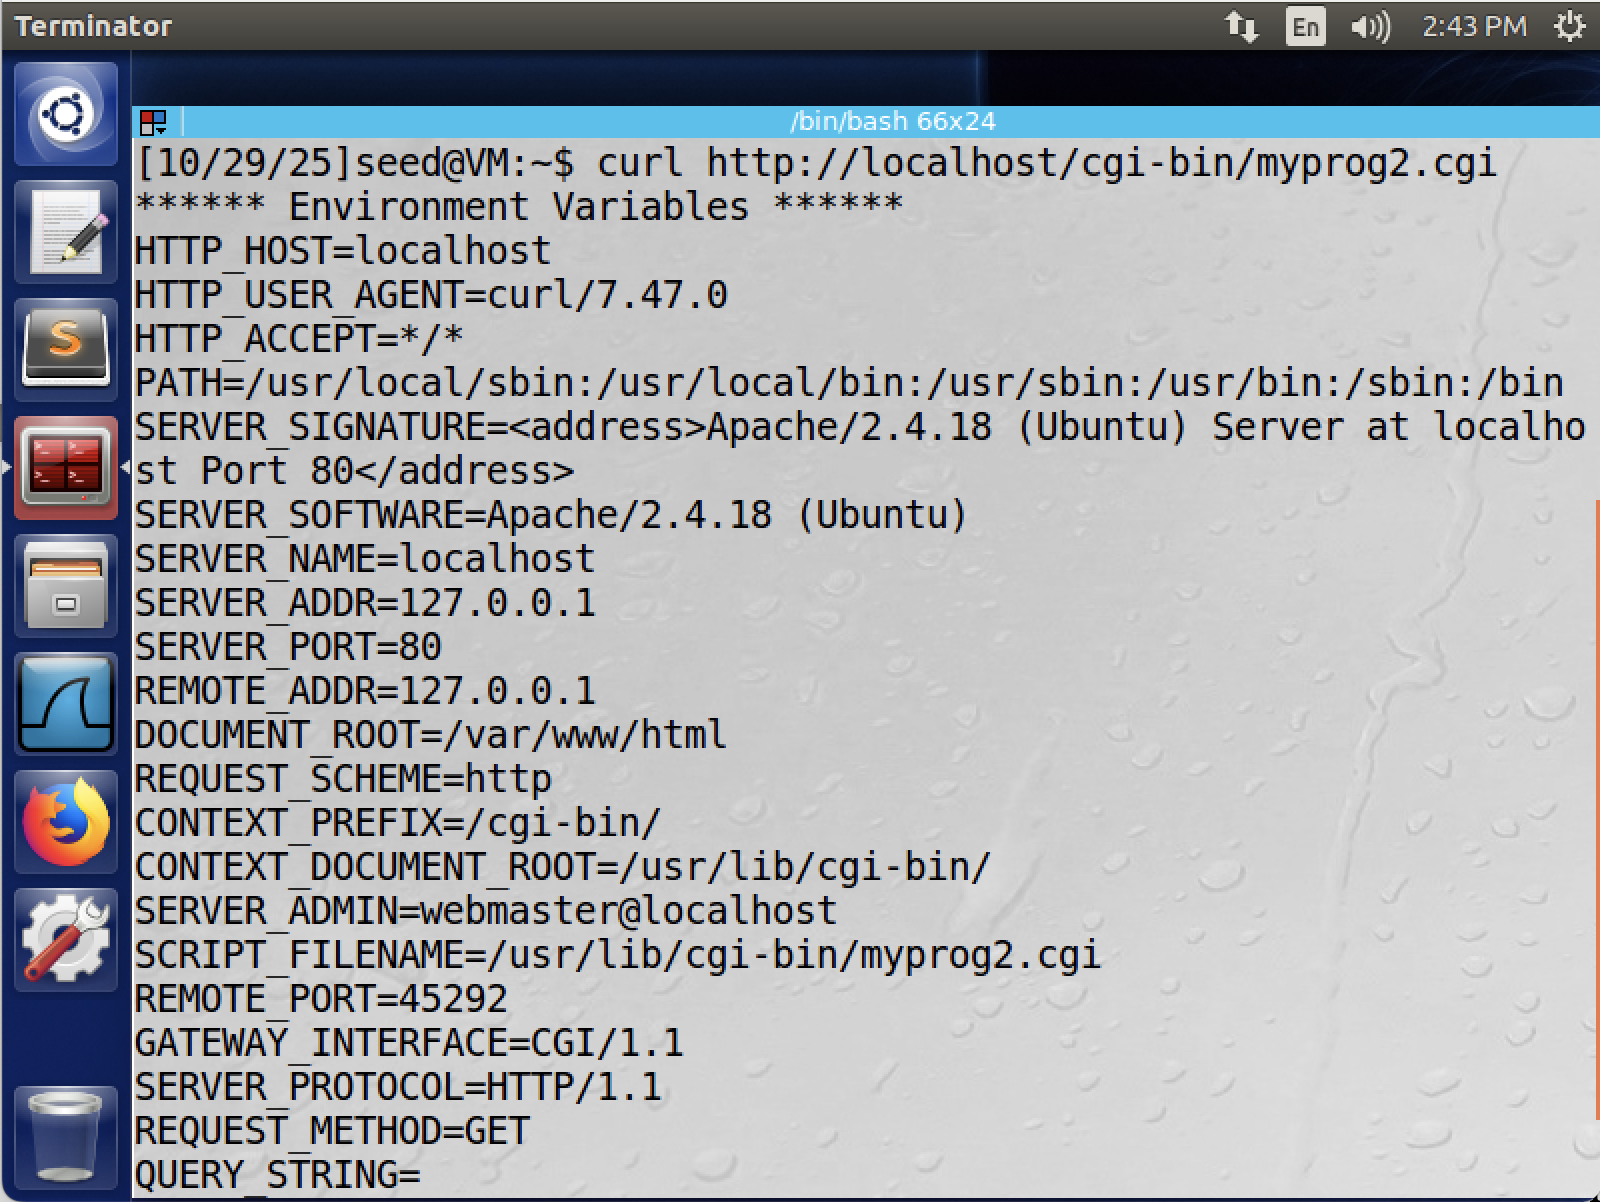 Terminator
En
2:43 PM
/bin/bash 66x24
[10/29/25]seed@VM:~$ curl http://localhost/cgi-bin/myprog2.cgi
****** Environment Variables ******
HTTP_HOST=localhost
HTTP_USER_AGENT=curl/7.47.0
HTTP_ACCEPT=*/*
PATH=/usr/local/sbin:/usr/local/bin:/usr/sbin:/usr/bin:/sbin:/bin
SERVER_SIGNATURE=<address>Apache/2.4.18 (Ubuntu) Server at localho
st Port 80</address>
SERVER_SOFTWARE=Apache/2.4.18 (Ubuntu)
SERVER_NAME=localhost
SERVER_ADDR=127.0.0.1
SERVER_PORT=80
REMOTE_ADDR=127.0.0.1
DOCUMENT_ROOT=/var/www/html
REQUEST_SCHEME=http
CONTEXT_PREFIX=/cgi-bin/
CONTEXT_DOCUMENT_ROOT=/usr/lib/cgi-bin/
SERVER_ADMIN=webmaster@localhost
SCRIPT_FILENAME=/usr/lib/cgi-bin/myprog2.cgi
REMOTE_PORT=45292
GATEWAY_INTERFACE=CGI/1.1
SERVER_PROTOCOL=HTTP/1.1
REQUEST_METHOD=GET
QUERY_STRING=